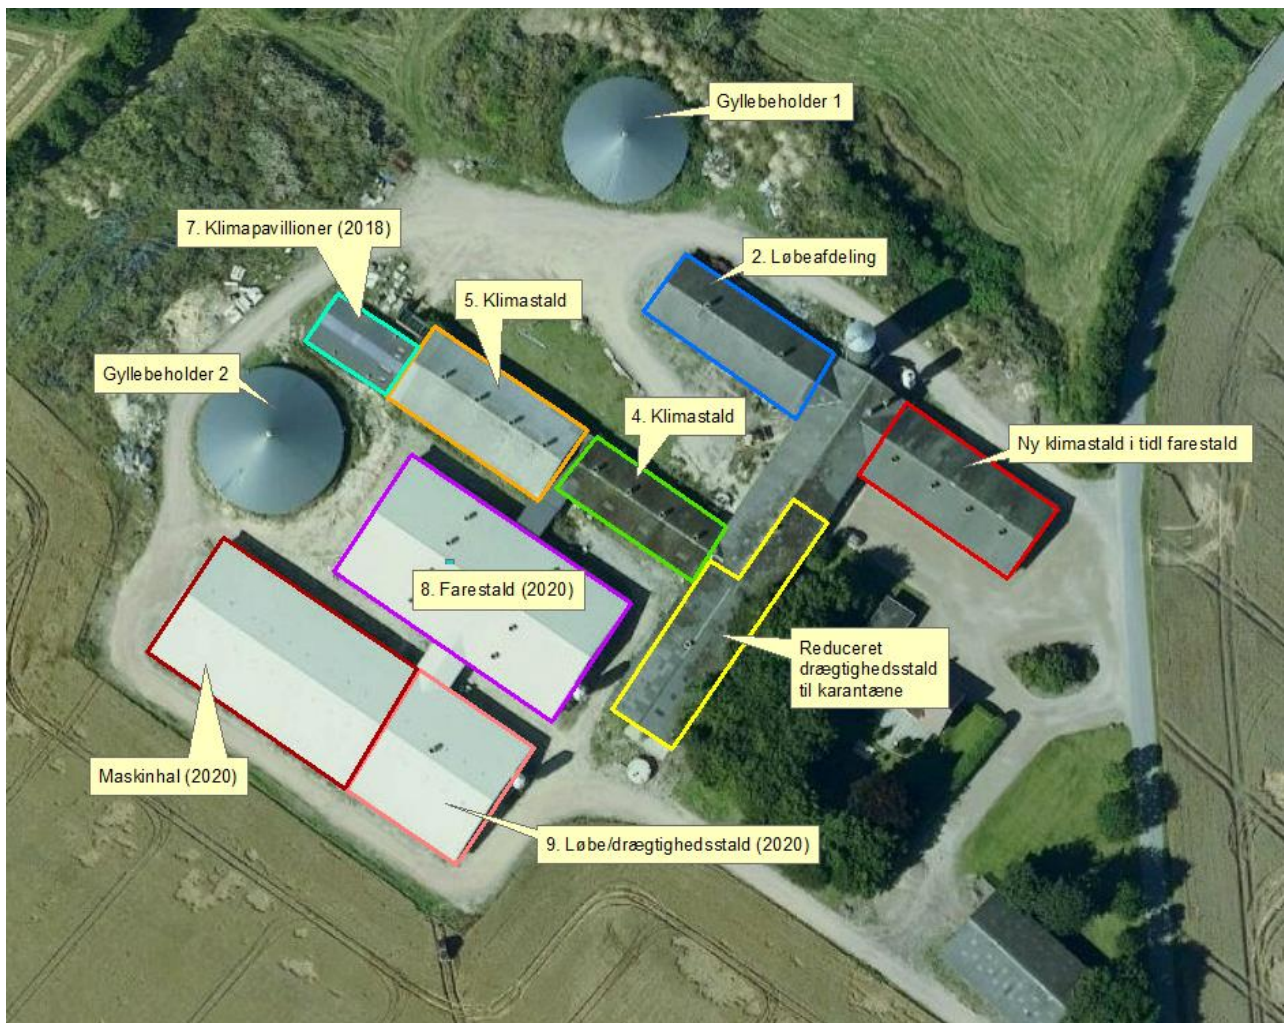 Gyllebeholder 1
7. Klimapavillioner (2018)
2. Løbeafdeling
5. Klimastald
Gyllebeholder 2
4. Klimastald
Ny klimastald i tidl farestald
8. Farestald (2020)
Reduceret
drægtighedsstald
til karantæne
Maskinhal (2020)
9. Løbe/drægtighedsstald (2020)